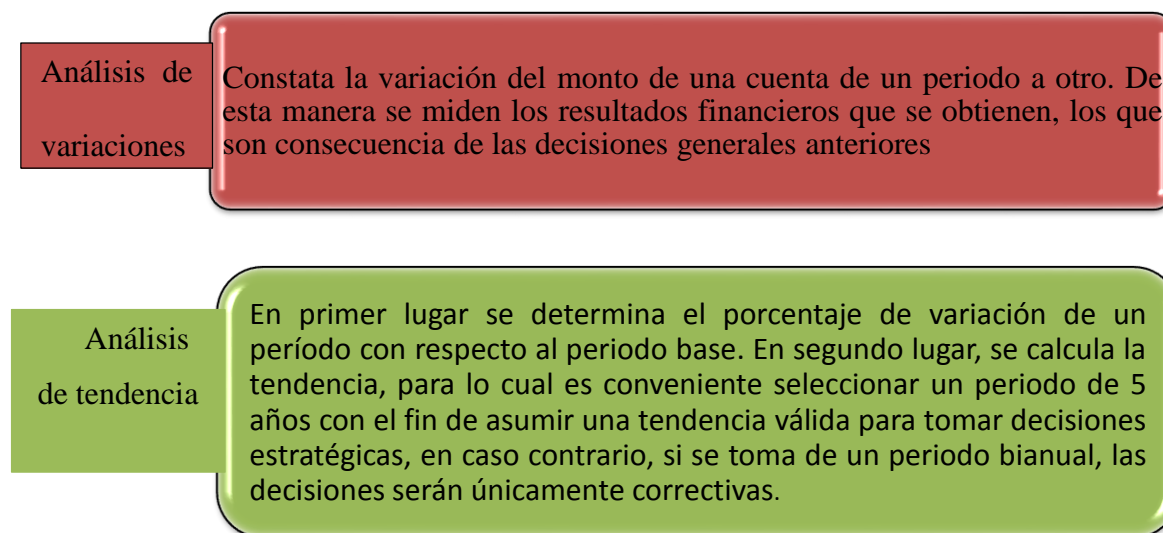 Análisis de
variaciones
Constata la variación del monto de una cuenta de un periodo a otro. De
esta manera se miden los resultados financieros que se obtienen, los que
son consecuencia de las decisiones generales anteriores
Análisis
de tendencia
En primer lugar se determina el porcentaje de variación de un
período con respecto al periodo base. En segundo lugar, se calcula la
tendencia, para lo cual es conveniente seleccionar un periodo de 5
años con el fin de asumir una tendencia válida para tomar decisiones
estratégicas, en caso contrario, si se toma de un periodo bianual, las
decisiones serán únicamente correctivas.